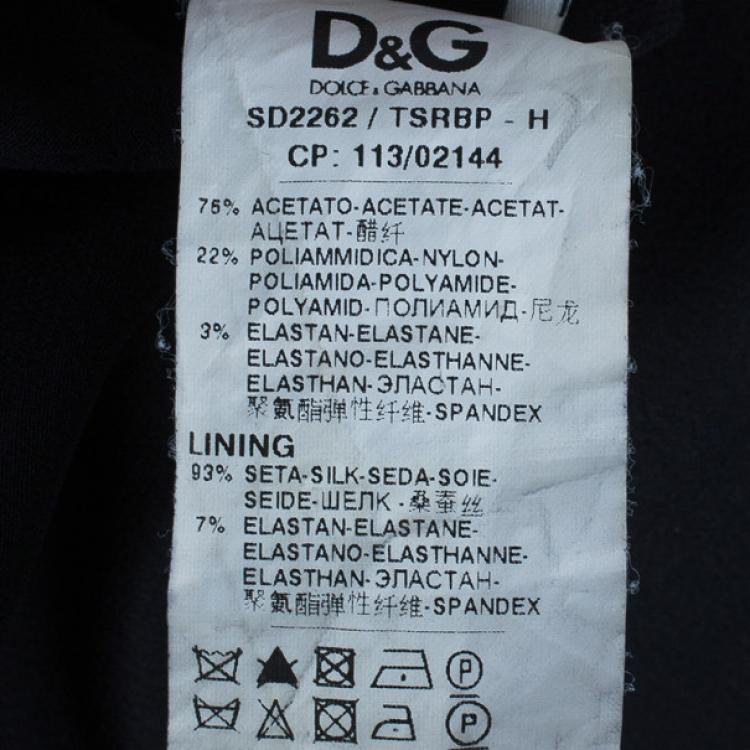 D&G
DOLCE & GABBANA
SD2262 / TSRBP - H
CP: 113/02144
75% ACETATO-ACETATE-ACETAT-
АЦЕТАТ-醋纤
22% POLIAMMIDICA-NYLON-
POLIAMIDA-POLYAMIDE-
POLYAMID-ПОЛИАМИД-尼龙
3% ELASTAN-ELASTANE-
ELASTANO-ELASTHANNE-
ELASTHAN-ЭЛАСТАН-
聚氨酯弹性纤维-SPANDEX
LINING
93% SETA-SILK-SEDA-SOIE-
SEIDE-ШЕЛК-桑蚕丝
7% ELASTAN-ELASTANE-
ELASTANO-ELASTHANNE-
ELASTHAN-ЭЛАСТАН-
聚氨酯弹性纤维-SPANDEX
P
P